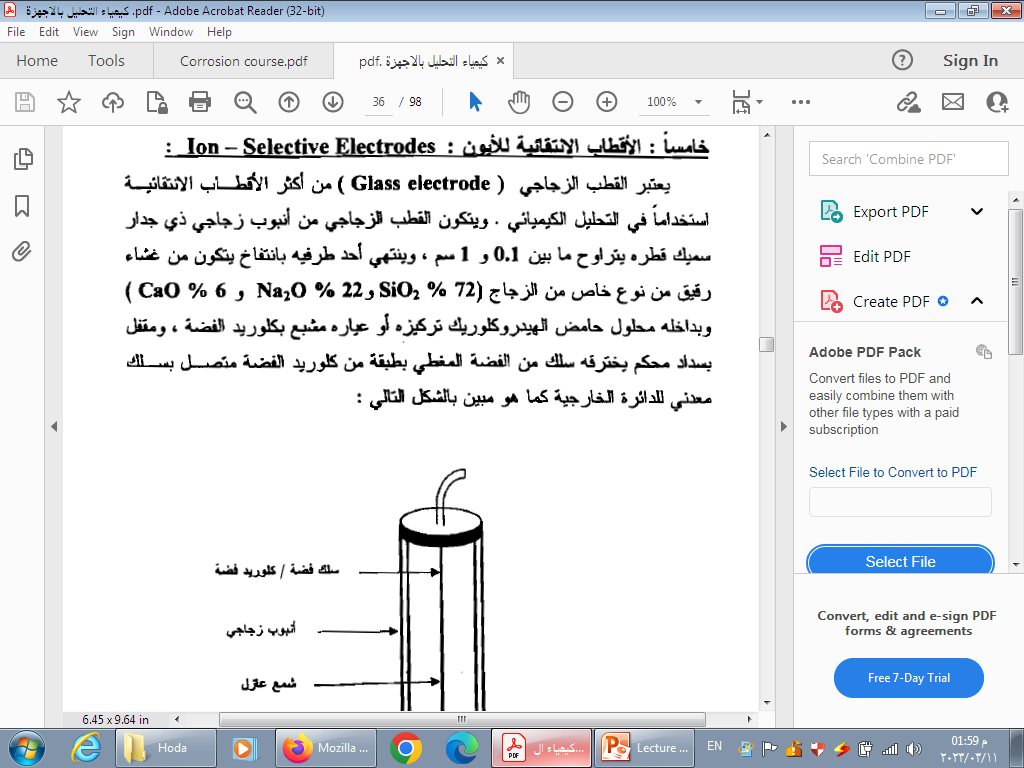 كيمياء التحليل بالاجهزة .pdf - Adobe Acrobat Reader (32-bit)
File Edit View Sign Window Help
Home Tools Corrosion course.pdf كيمياء التحليل بالاجهزة .pdf Sign In
36 / 98 100%
خامساً : الأقطاب الانتقائية للأيون : Ion – Selective Electrodes :
يعتبر القطب الزجاجي ( Glass electrode ) من أكثر الأقطاب الانتقائية
استخداماً في التحليل الكيميائي . ويتكون القطب الزجاجي من أنبوب زجاجي ذي جدار
سميك قطره يتراوح ما بين 0.1 و 1 سم ، وينتهي أحد طرفيه بانتفاخ يتكون من غشاء
رقيق من نوع خاص من الزجاج (72 % SiO₂ و 22 % Na₂O و 6 % CaO )
وبداخله محلول حامض الهيدروكلوريك تركيزه أو عياره مشبع بكلوريد الفضة ، ومقفل
بسداد محكم يخترقه سلك من الفضة المغطي بطبقة من كلوريد الفضة متصل بسلك
معدني للدائرة الخارجية كما هو مبين بالشكل التالي :
سلك فضة / كلوريد فضة
أنبوب زجاجي
شمع عازل
6.45 x 9.64 in
Search 'Combine PDF'
Export PDF
Edit PDF
Create PDF
Adobe PDF Pack
Convert files to PDF and
easily combine them with
other file types with a paid
subscription
Select File to Convert to PDF
Select File
Convert, edit and e-sign PDF
forms & agreements
Free 7-Day Trial
Hoda Mozilla ... كيمياء ال... Lecture ... EN 01:59 م
٢٠٢٣/٠٣/١١